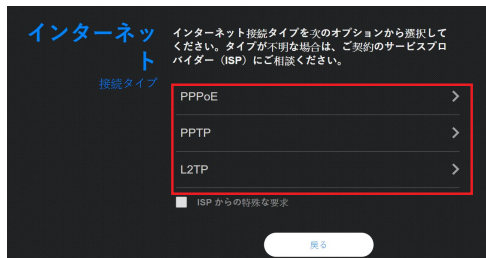 インターネッ
ト
接続タイプ
インターネット接続タイプを次のオプションから選択して
ください。タイプが不明な場合は、ご契約のサービスプロ
バイダー（ISP）にご相談ください。
PPPoE
PPTP
L2TP
ISP からの特殊な要求
戻る